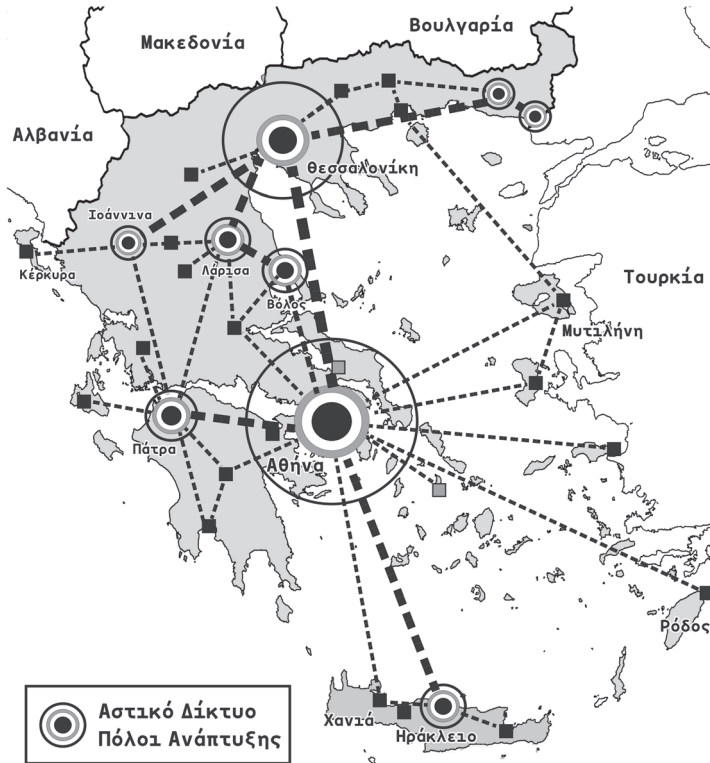 Βουλγαρία
Μακεδονία
Αλβανία
Θεσσαλονίκη
Ιοάννινα
Κέρκυρα
Λάρισα
Τουρκία
Βόλος
Μυτιλήνη
Πάτρα
Αθήνα
Ρόδος
Χανιά
Ηράκλειο
Αστικό Δίκτυο
Πόλοι Ανάπτυξης